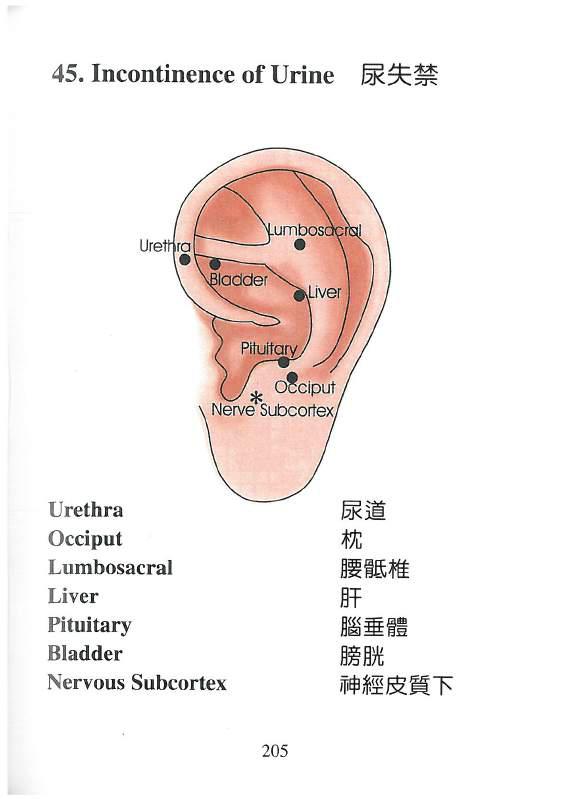 45. Incontinence of Urine 尿失禁
Lumbosacral
Urethra
Bladder
Liver
Pituitary
Occiput
*
Nerve Subcortex
Urethra 尿道
Occiput 枕
Lumbosacral 腰骶椎
Liver 肝
Pituitary 腦垂體
Bladder 膀胱
Nervous Subcortex 神經皮質下
205